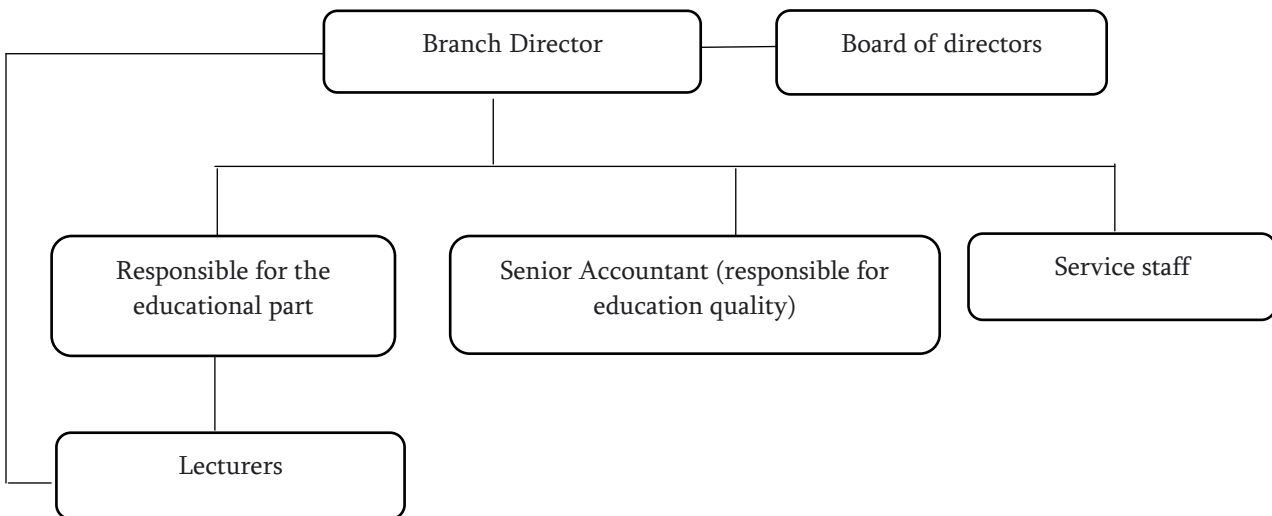 Branch Director
Board of directors
Responsible for the
educational part
Senior Accountant (responsible for
education quality)
Service staff
Lecturers